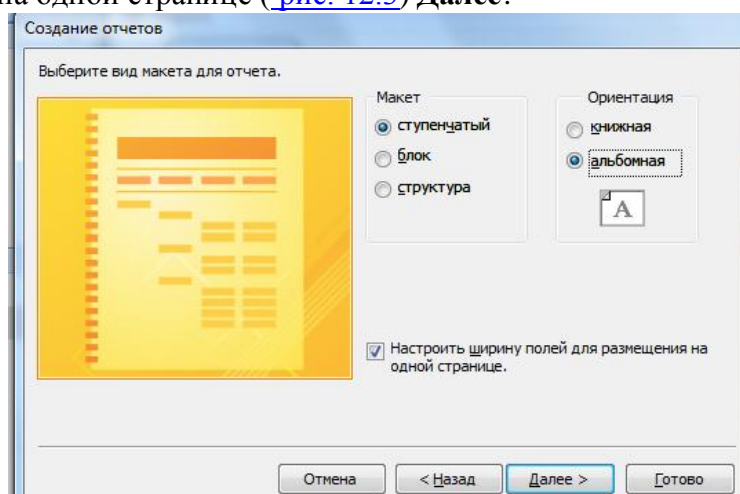 на одной странице ( рис. 12.3) Далее.
Создание отчетов
Выберите вид макета для отчета.
Макет
ступенчатый
блок
структура
Ориентация
книжная
альбомная
A
Настроить ширину полей для размещения на
одной странице.
Отмена
< Назад
Далее >
Готово